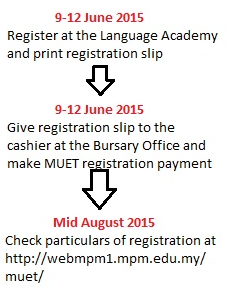 9-12 June 2015
Register at the Language Academy
and print registration slip
9-12 June 2015
Give registration slip to the
cashier at the Bursary Office and
make MUET registration payment
Mid August 2015
Check particulars of registration at
http://webmpm1.mpm.edu.my/
muet/